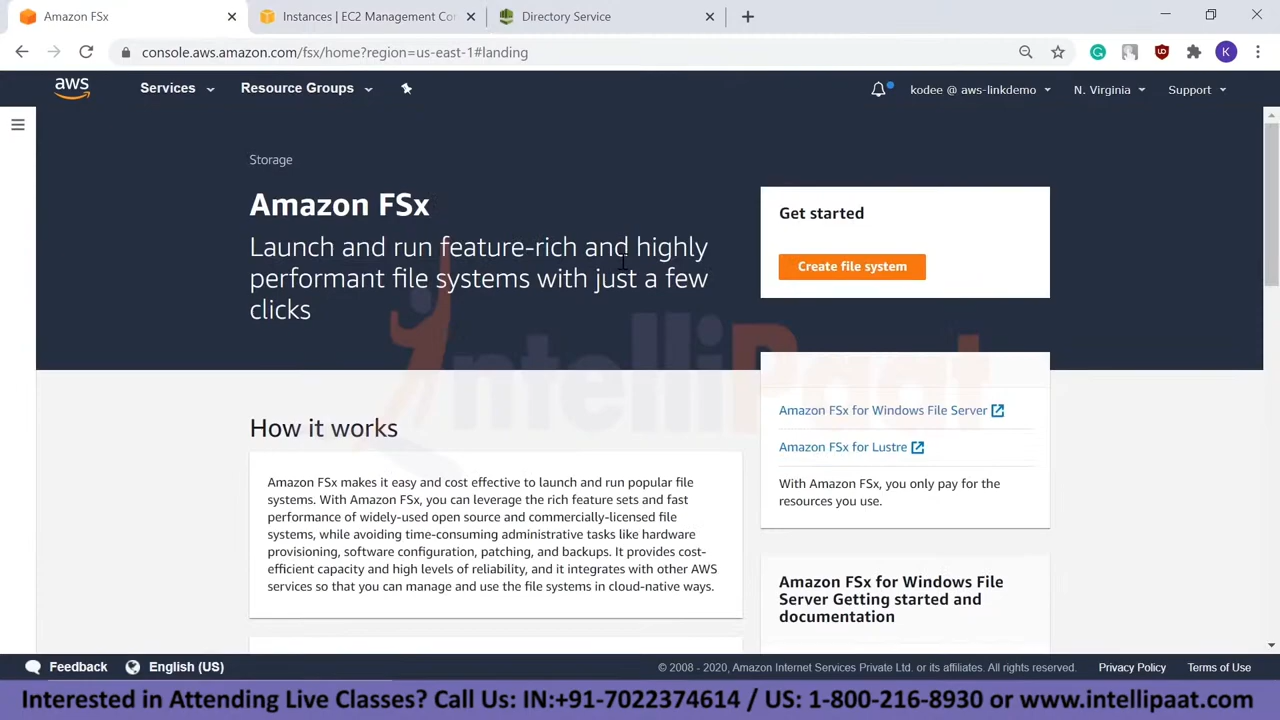 Amazon FSx
Instances | EC2 Management Con
Directory Service
console.aws.amazon.com/fsx/home?region=us-east-1#landing
K
aws
Services
Resource Groups
kodee @ aws-linkdemo
N. Virginia
Support
Storage
Amazon FSx
Launch and run feature-rich and highly
performant file systems with just a few
clicks
Get started
Create file system
IntelliPaat
Amazon FSx for Windows File Server
Amazon FSx for Lustre
With Amazon FSx, you only pay for the
resources you use.
How it works
Amazon FSx makes it easy and cost effective to launch and run popular file
systems. With Amazon FSx, you can leverage the rich feature sets and fast
performance of widely-used open source and commercially-licensed file
systems, while avoiding time-consuming administrative tasks like hardware
provisioning, software configuration, patching, and backups. It provides cost-
efficient capacity and high levels of reliability, and it integrates with other AWS
services so that you can manage and use the file systems in cloud-native ways.
Amazon FSx for Windows File
Server Getting started and
documentation
Feedback
English (US)
© 2008 - 2020, Amazon Internet Services Private Ltd. or its affiliates. All rights reserved.
Privacy Policy
Terms of Use
Interested in Attending Live Classes? Call Us: IN:+91-7022374614 / US: 1-800-216-8930 or www.intellipaat.com